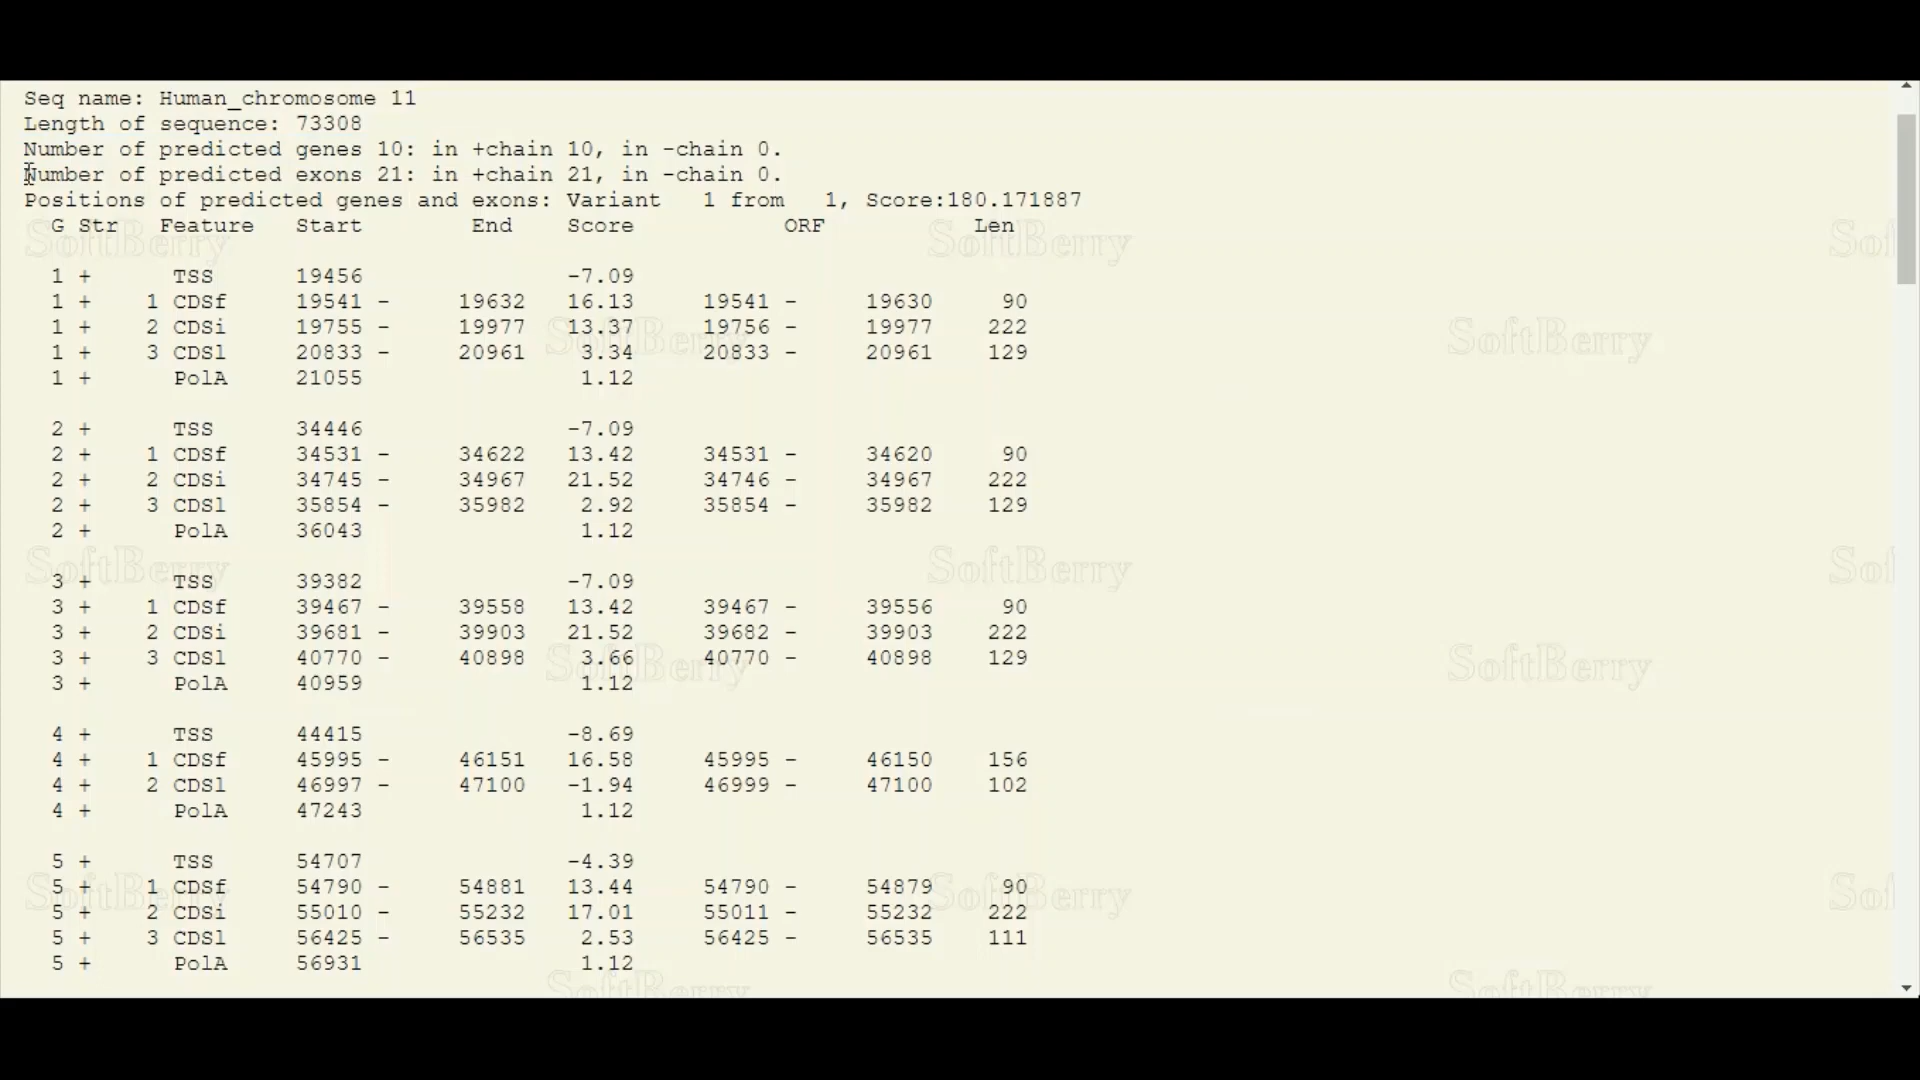 Seq name: Human_chromosome 11
Length of sequence: 73308
Number of predicted genes 10: in +chain 10, in -chain 0.
Number of predicted exons 21: in +chain 21, in -chain 0.
Positions of predicted genes and exons: Variant 1 from 1, Score:180.171887
G Str Feature Start End Score ORF Len
1 + TSS 19456 -7.09
1 + 1 CDSf 19541 - 19632 16.13 19541 - 19630 90
1 + 2 CDSi 19755 - 19977 13.37 19756 - 19977 222
1 + 3 CDSl 20833 - 20961 3.34 20833 - 20961 129
1 + PolA 21055 1.12
2 + TSS 34446 -7.09
2 + 1 CDSf 34531 - 34622 13.42 34531 - 34620 90
2 + 2 CDSi 34745 - 34967 21.52 34746 - 34967 222
2 + 3 CDSl 35854 - 35982 2.92 35854 - 35982 129
2 + PolA 36043 1.12
3 + TSS 39382 -7.09
3 + 1 CDSf 39467 - 39558 13.42 39467 - 39556 90
3 + 2 CDSi 39681 - 39903 21.52 39682 - 39903 222
3 + 3 CDSl 40770 - 40898 3.66 40770 - 40898 129
3 + PolA 40959 1.12
4 + TSS 44415 -8.69
4 + 1 CDSf 45995 - 46151 16.58 45995 - 46150 156
4 + 2 CDSl 46997 - 47100 -1.94 46999 - 47100 102
4 + PolA 47243 1.12
5 + TSS 54707 -4.39
5 + 1 CDSf 54790 - 54881 13.44 54790 - 54879 90
5 + 2 CDSi 55010 - 55232 17.01 55011 - 55232 222
5 + 3 CDSl 56425 - 56535 2.53 56425 - 56535 111
5 + PolA 56931 1.12